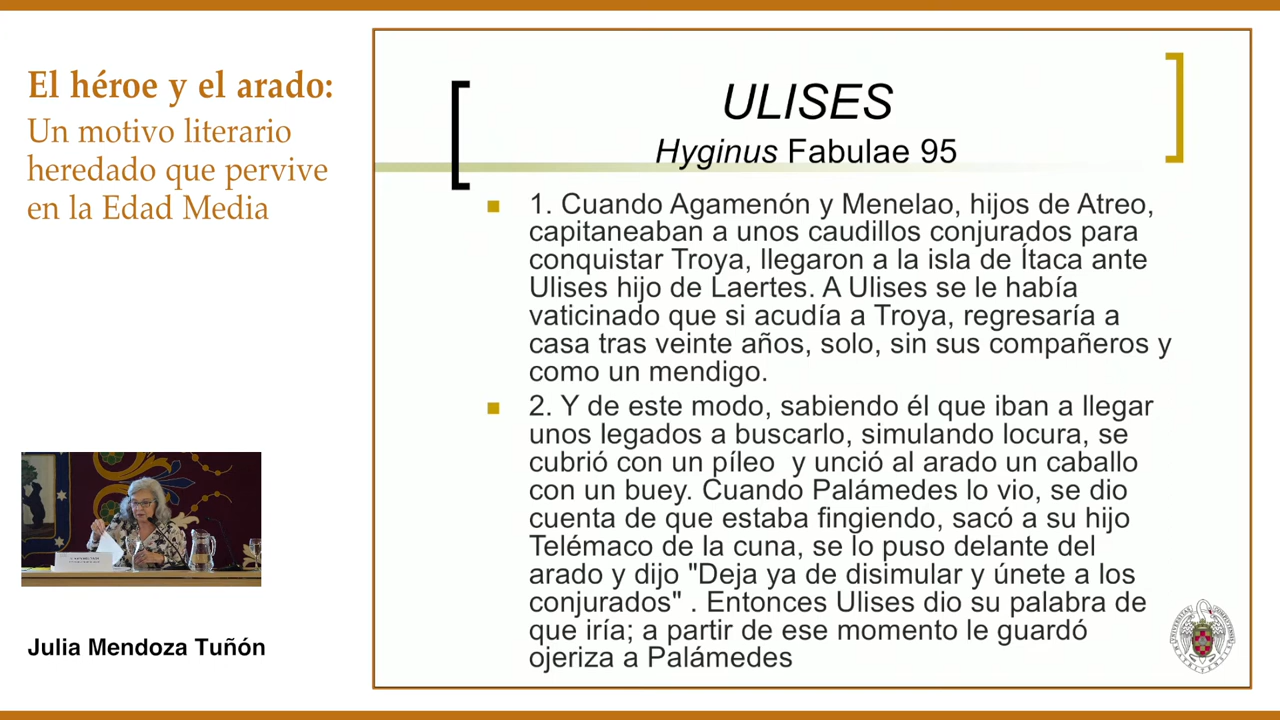 El héroe y el arado:
Un motivo literario
heredado que pervive
en la Edad Media
Julia Mendoza Tuñón
ULISES
Hyginus Fabulae 95
1. Cuando Agamenón y Menelao, hijos de Atreo,
capitaneaban a unos caudillos conjurados para
conquistar Troya, llegaron a la isla de Ítaca ante
Ulises hijo de Laertes. A Ulises se le había
vaticinado que si acudía a Troya, regresaría a
casa tras veinte años, solo, sin sus compañeros y
como un mendigo.
2. Y de este modo, sabiendo él que iban a llegar
unos legados a buscarlo, simulando locura, se
cubrió con un píleo y unció al arado un caballo
con un buey. Cuando Palámedes lo vio, se dio
cuenta de que estaba fingiendo, sacó a su hijo
Telémaco de la cuna, se lo puso delante del
arado y dijo "Deja ya de disimular y únete a los
conjurados" . Entonces Ulises dio su palabra de
que iría; a partir de ese momento le guardó
ojeriza a Palámedes